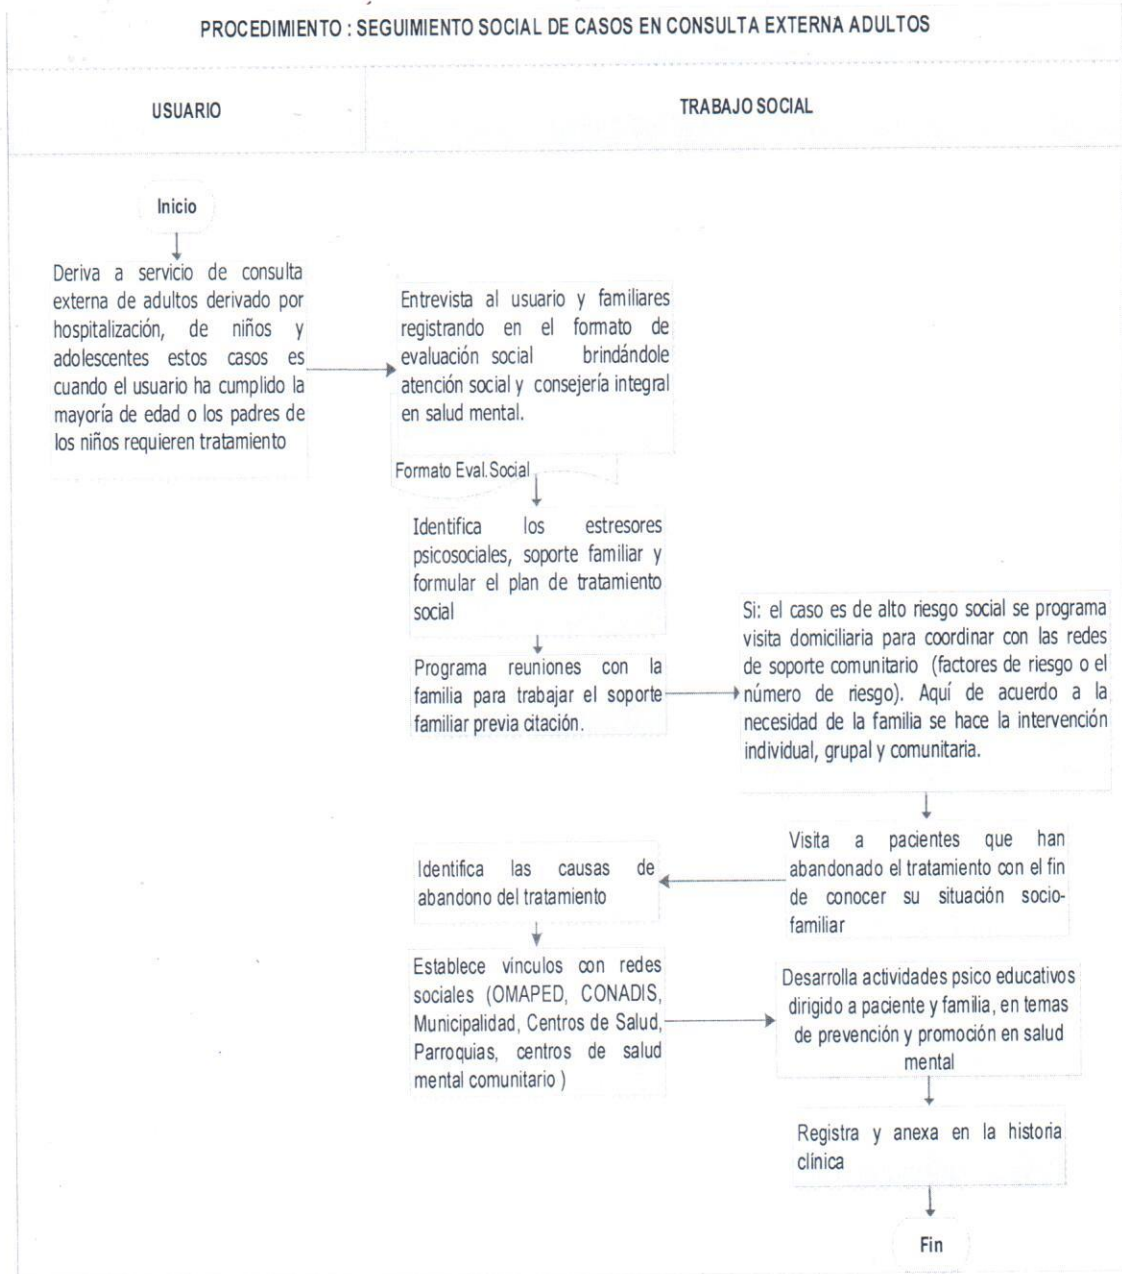 PROCEDIMIENTO : SEGUIMIENTO SOCIAL DE CASOS EN CONSULTA EXTERNA ADULTOS
USUARIO
TRABAJO SOCIAL
Inicio
Deriva a servicio de consulta
externa de adultos derivado por
hospitalización, de niños y
adolescentes estos casos es
cuando el usuario ha cumplido la
mayoría de edad o los padres de
los niños requieren tratamiento
Entrevista al usuario y familiares
registrando en el formato de
evaluación social brindándole
atención social y consejería integral
en salud mental.
Formato Eval.Social
Identifica los estresores
psicosociales, soporte familiar y
formular el plan de tratamiento
social
Programa reuniones con la
familia para trabajar el soporte
familiar previa citación.
Si: el caso es de alto riesgo social se programa
visita domiciliaria para coordinar con las redes
de soporte comunitario (factores de riesgo o el
número de riesgo). Aquí de acuerdo a la
necesidad de la familia se hace la intervención
individual, grupal y comunitaria.
Visita a pacientes que han
abandonado el tratamiento con el fin
de conocer su situación socio-
familiar
Identifica las causas de
abandono del tratamiento
Establece vinculos con redes
sociales (OMAPED, CONADIS,
Municipalidad, Centros de Salud,
Parroquias, centros de salud
mental comunitario )
Desarrolla actividades psico educativos
dirigido a paciente y familia, en temas
de prevención y promoción en salud
mental
Registra y anexa en la historia
clínica
Fin